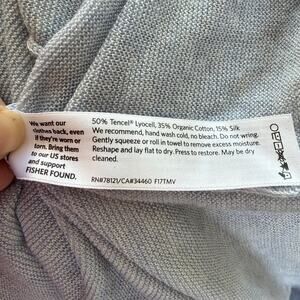 We want our
clothes back, even
if they're worn or
torn. Bring them
to our US stores
and support
FISHER FOUND.
50% Tencel® Lyocell, 35% Organic Cotton, 15% Silk
We recommend, hand wash cold, no bleach. Do not wring.
Gently squeeze or roll in towel to remove excess moisture.
Reshape and lay flat to dry. Press to restore. May be dry
cleaned.
RN#78121/CA#34460 F17TMV